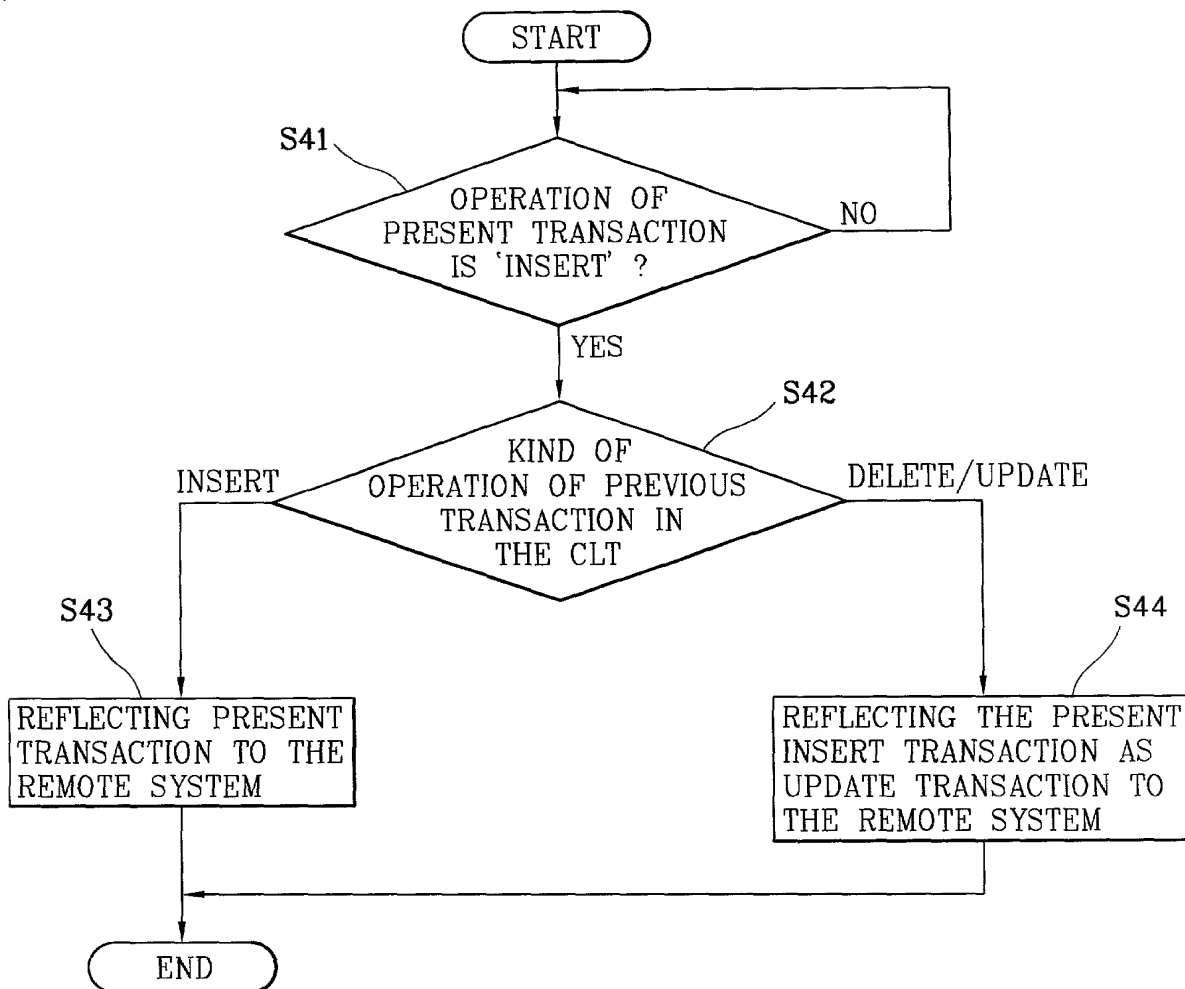 START
S41
OPERATION OF
PRESENT TRANSACTION
IS 'INSERT' ?
NO
YES
S42
KIND OF
OPERATION OF PREVIOUS
TRANSACTION IN
THE CLT
INSERT
DELETE/UPDATE
S43
REFLECTING PRESENT
TRANSACTION TO THE
REMOTE SYSTEM
S44
REFLECTING THE PRESENT
INSERT TRANSACTION AS
UPDATE TRANSACTION TO
THE REMOTE SYSTEM
END